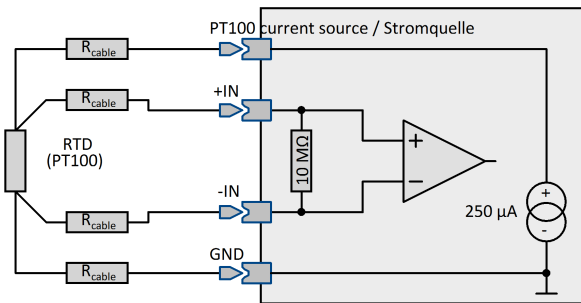 PT100 current source / Stromquelle
Rcable
+IN
Rcable
RTD
(PT100)
10 MΩ
+
−
+
-
250 µA
-IN
Rcable
GND
Rcable